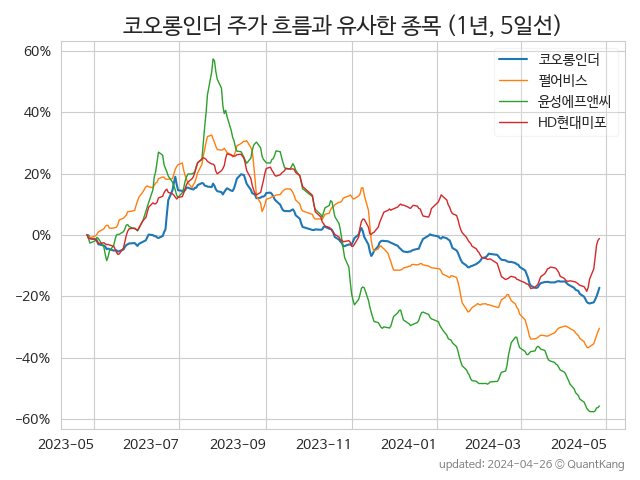 코오롱인더 주가 흐름과 유사한 종목 (1년, 5일선)
코오롱인더
펄어비스
윤성에프앤씨
HD현대미포
60%
40%
20%
0%
−20%
−40%
−60%
2023-05 2023-07 2023-09 2023-11 2024-01 2024-03 2024-05
updated: 2024-04-26 © QuantKang